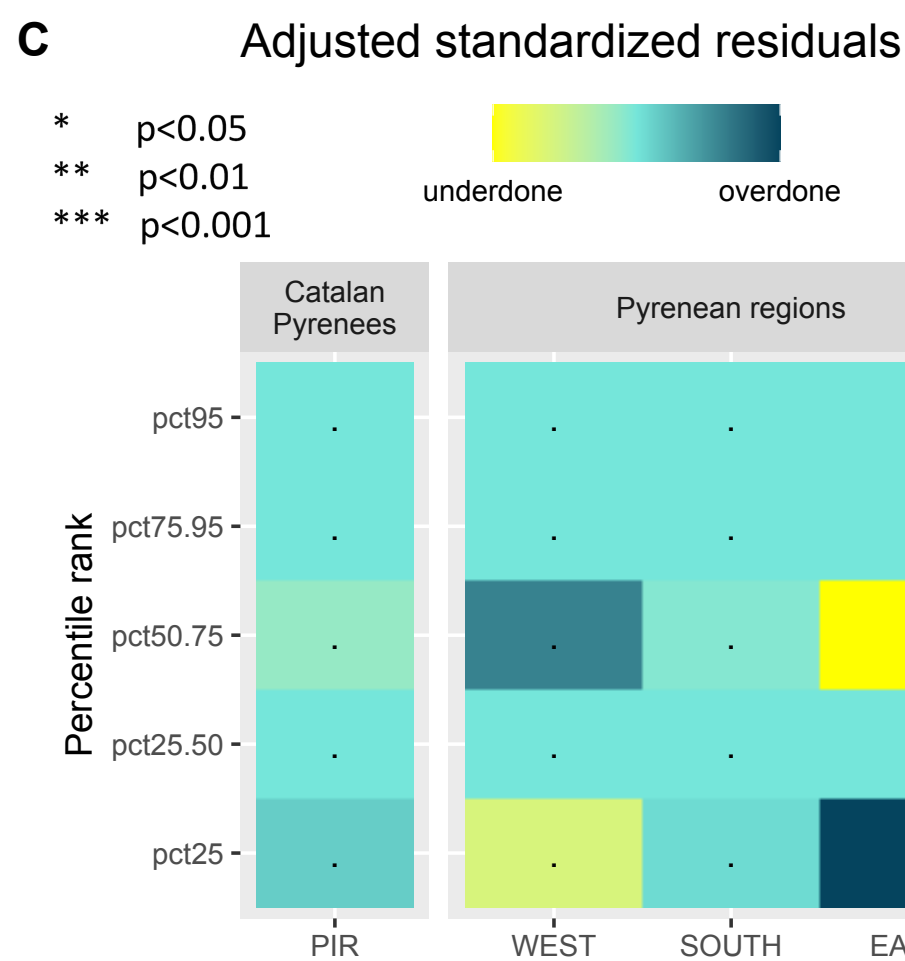 C
Adjusted standardized residuals
* p<0.05
** p<0.01
*** p<0.001
underdone overdone
Catalan
Pyrenees
Pyrenean regions
Percentile rank
pct95
pct75.95
pct50.75
pct25.50
pct25
PIR WEST SOUTH EA